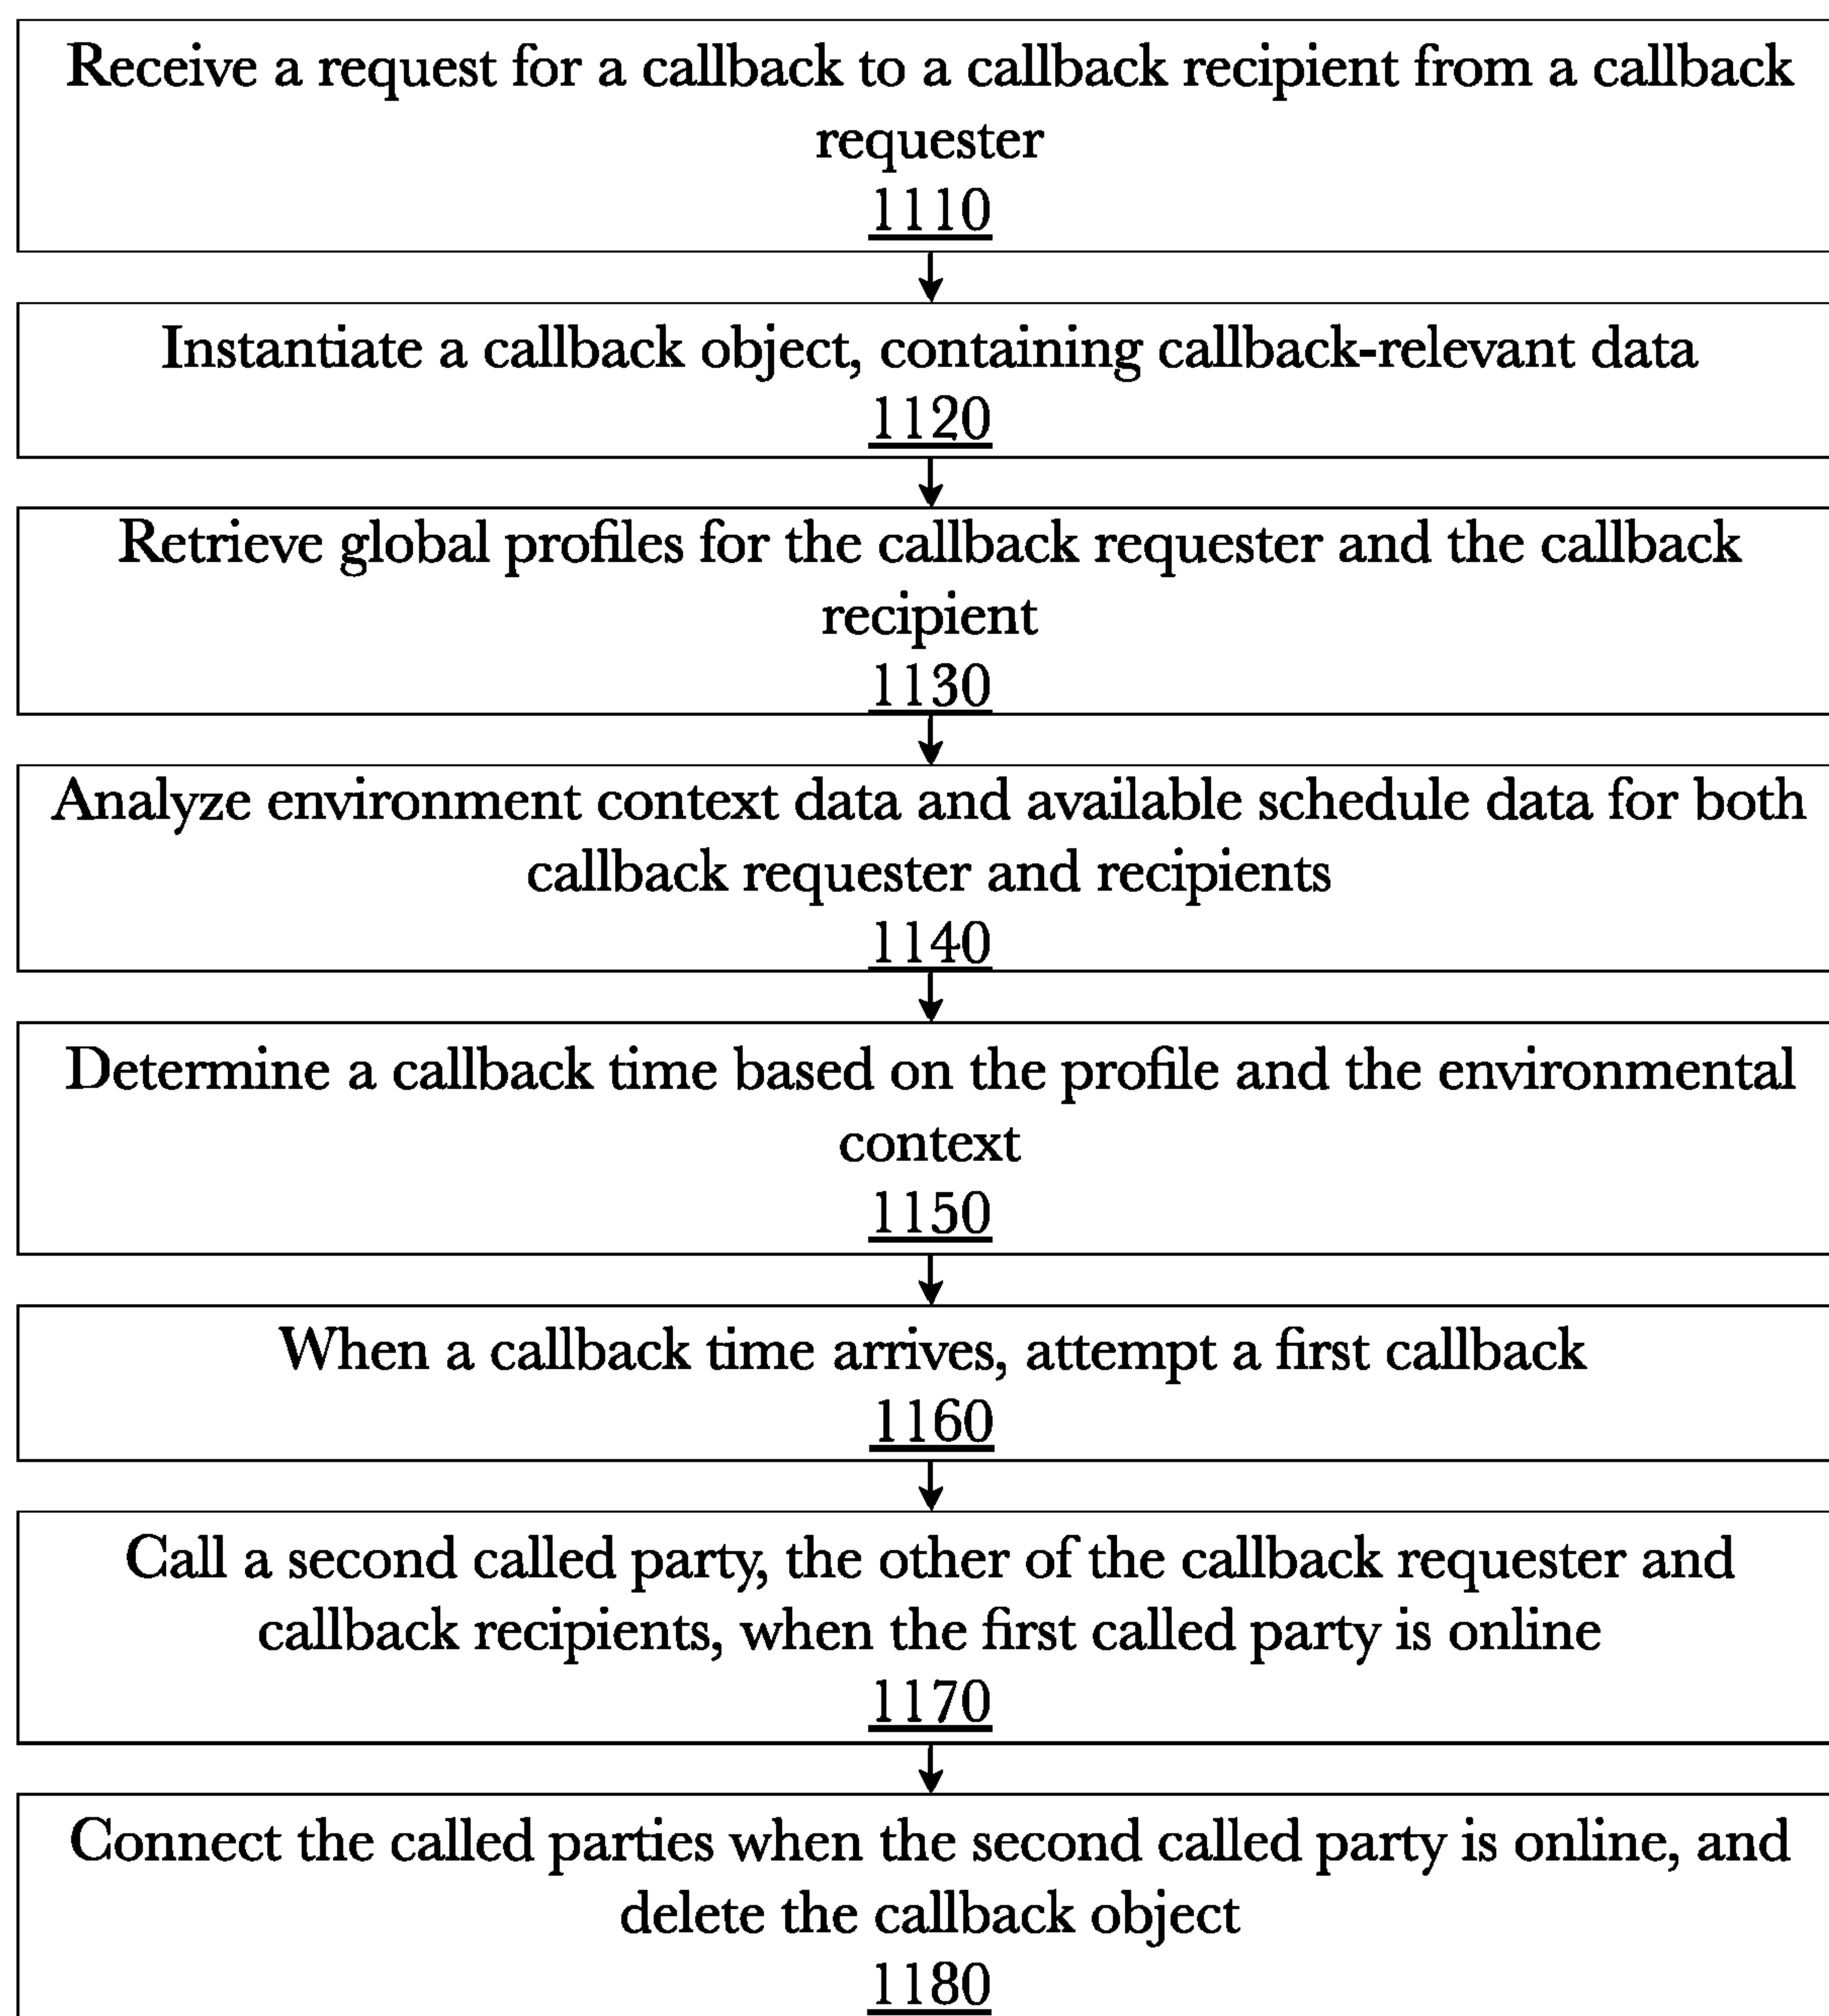 Receive a request for a callback to a callback recipient from a callback
requester
1110
Instantiate a callback object, containing callback-relevant data
1120
Retrieve global profiles for the callback requester and the callback
recipient
1130
Analyze environment context data and available schedule data for both
callback requester and recipients
1140
Determine a callback time based on the profile and the environmental
context
1150
When a callback time arrives, attempt a first callback
1160
Call a second called party, the other of the callback requester and
callback recipients, when the first called party is online
1170
Connect the called parties when the second called party is online, and
delete the callback object
1180